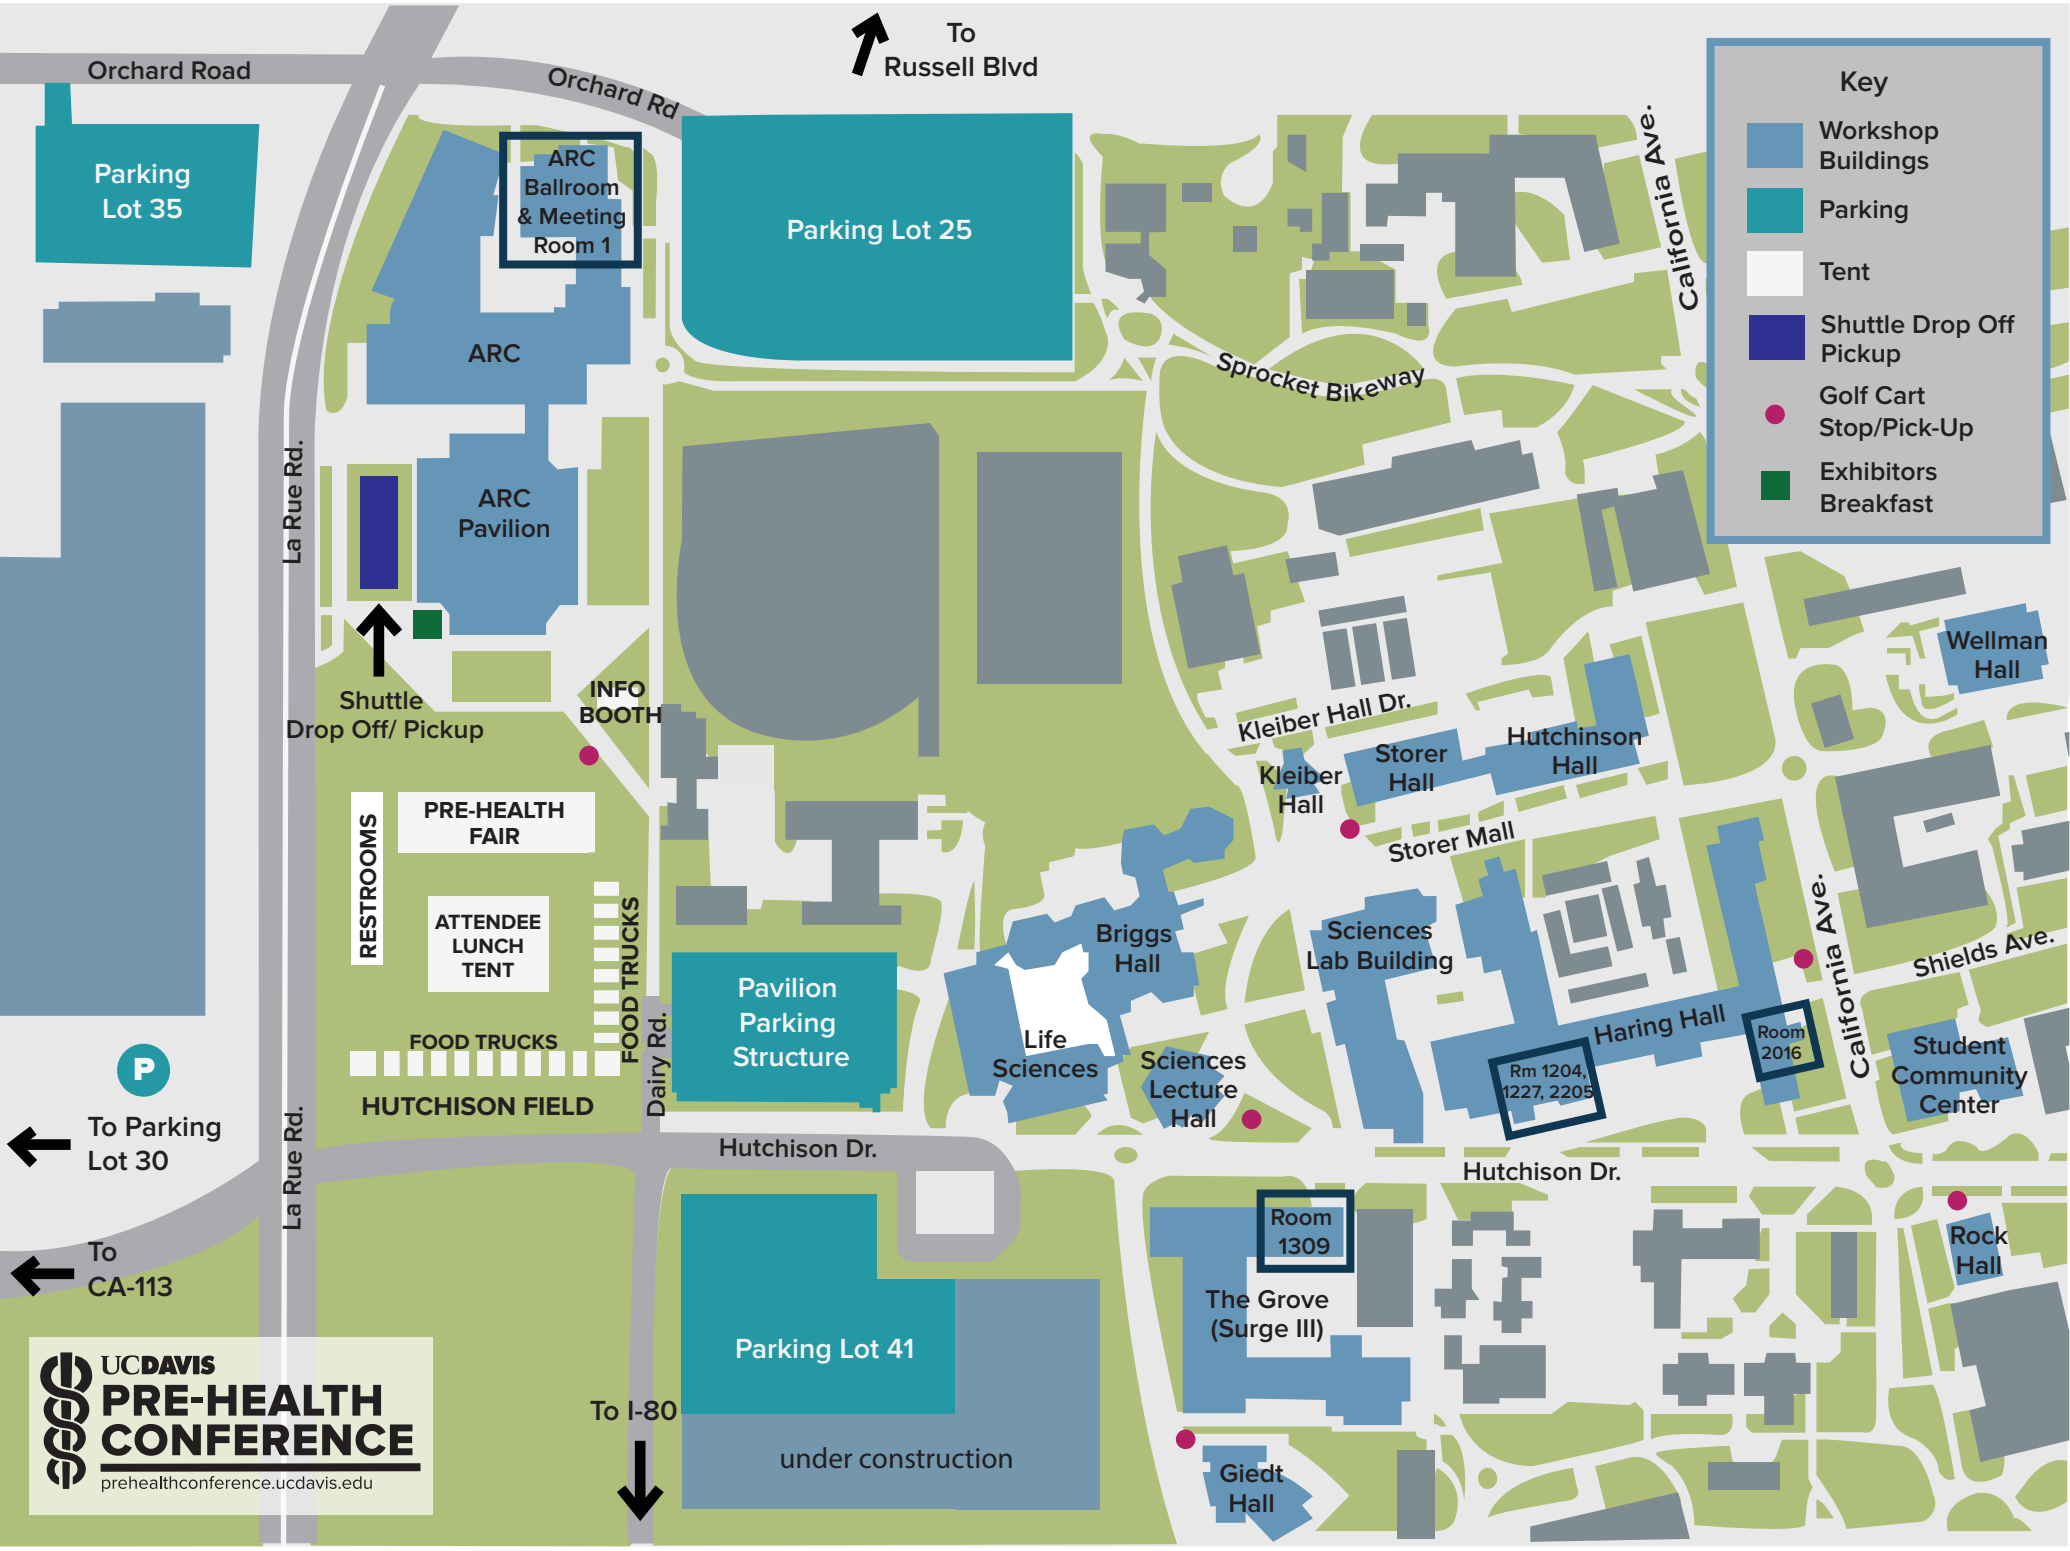 To
Russell Blvd
Orchard Road
Orchard Rd
Parking
Lot 35
ARC
Ballroom
& Meeting
Room 1
Parking Lot 25
California Ave.
Key
Workshop
Buildings
Parking
Tent
Shuttle Drop Off
Pickup
Golf Cart
Stop/Pick-Up
Exhibitors
Breakfast
ARC
Sprocket Bikeway
La Rue Rd.
ARC
Pavilion
Shuttle
Drop Off/ Pickup
INFO
BOOTH
Wellman
Hall
Kleiber Hall Dr.
Kleiber
Hall
Storer
Hall
Hutchinson
Hall
Storer Mall
RESTROOMS
PRE-HEALTH
FAIR
ATTENDEE
LUNCH
TENT
FOOD TRUCKS
FOOD TRUCKS
HUTCHISON FIELD
Dairy Rd.
Pavilion
Parking
Structure
Briggs
Hall
Life
Sciences
Sciences
Lecture
Hall
Sciences
Lab Building
Haring Hall
Rm 1204,
1227, 2205
Room
2016
California Ave.
Shields Ave.
Student
Community
Center
P
To Parking
Lot 30
La Rue Rd.
Hutchison Dr.
Hutchison Dr.
To
CA-113
Room
1309
The Grove
(Surge III)
Rock
Hall
Parking Lot 41
under construction
To I-80
Giedt
Hall
UCDAVIS
PRE-HEALTH
CONFERENCE
prehealthconference.ucdavis.edu